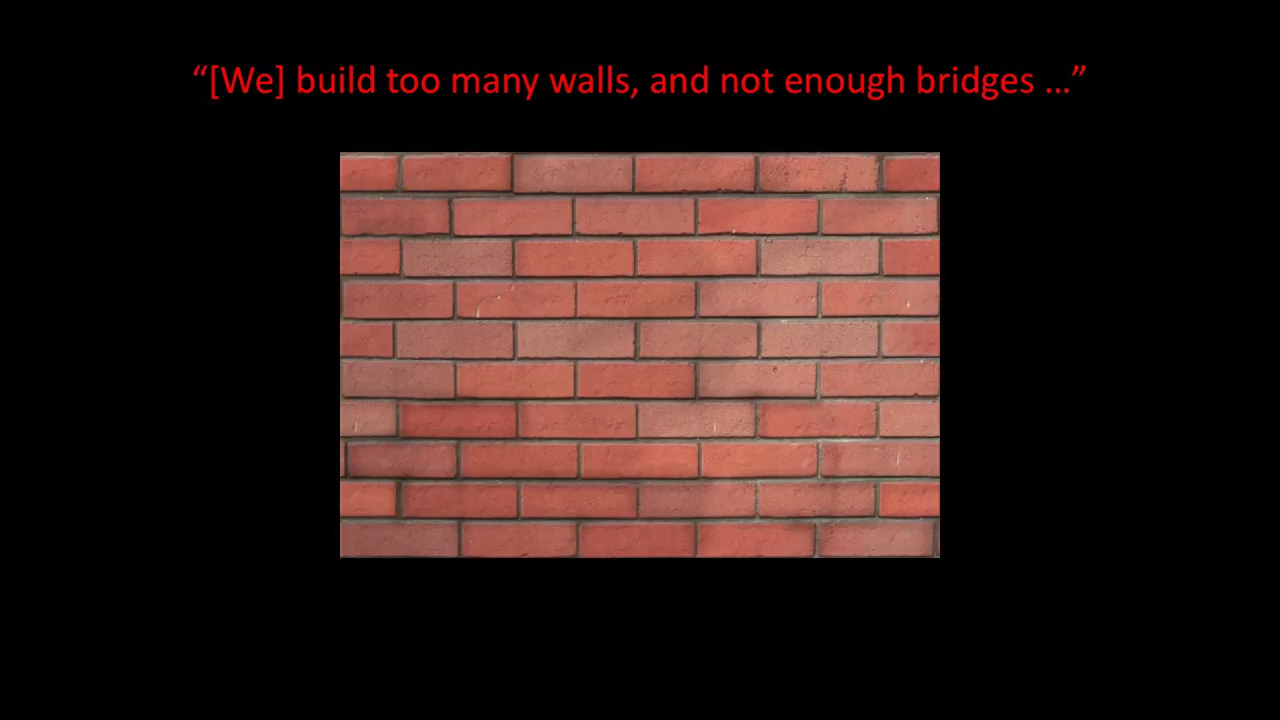 “[We] build too many walls, and not enough bridges …”